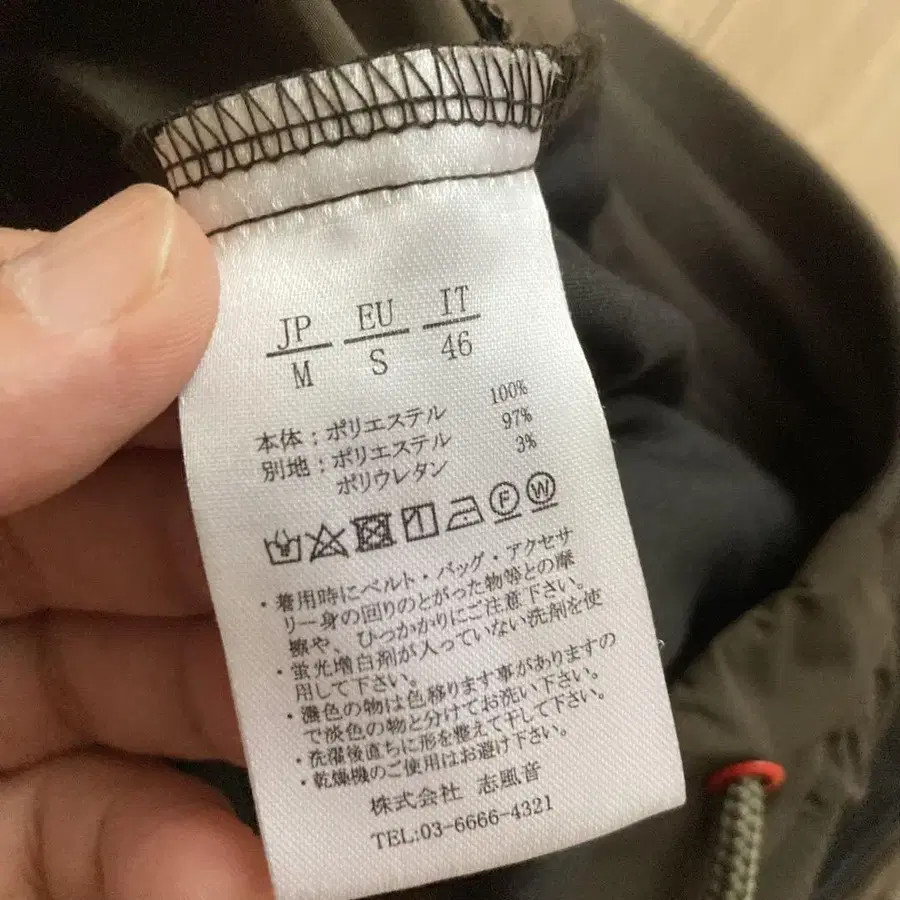 JP EU IT
M S 46
本体：ポリエステル 100%
別地：ポリエステル 97%
ポリウレタン 3%
F W
・着用時にベルト・バッグ・アクセサ
リー身の回りのとがった物等との摩
擦や、ひっかかりにご注意下さい。
・蛍光増白剤が入っていない洗剤を使
用して下さい。
・濃色の物は色移りします事がありますの
で淡色の物と分けてお洗い下さい。
・洗濯後直ちに形を整えて干して下さい。
・乾燥機のご使用はお避け下さい。
株式会社 志風音
TEL:03-6666-4321